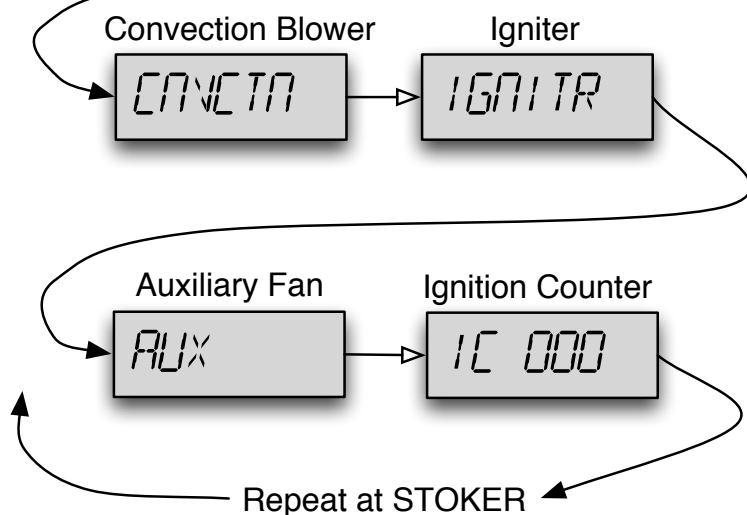 Convection Blower Igniter
CNVCTN IGNITR
Auxiliary Fan Ignition Counter
AUX IC 000
Repeat at STOKER